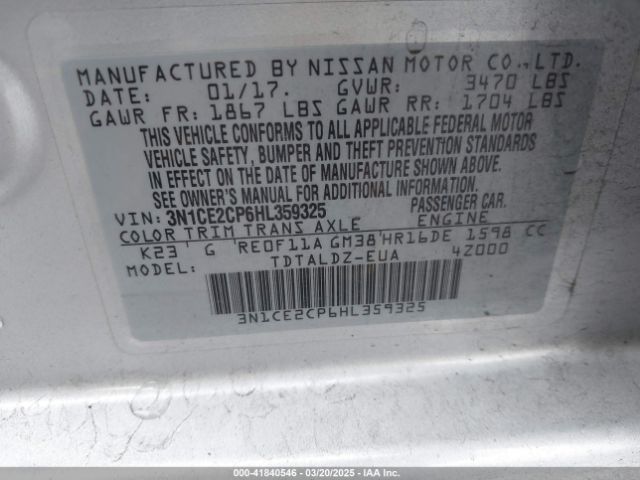 MANUFACTURED BY NISSAN MOTOR CO., LTD.
DATE: 01/17. GVWR: 3470 LBS
GAWR FR: 1867 LBS GAWR RR: 1704 LBS
THIS VEHICLE CONFORMS TO ALL APPLICABLE FEDERAL MOTOR
VEHICLE SAFETY, BUMPER AND THEFT PREVENTION STANDARDS
IN EFFECT ON THE DATE OF MANUFACTURE SHOWN ABOVE.
SEE OWNER'S MANUAL FOR ADDITIONAL INFORMATION.
VIN: 3N1CE2CP6HL359325 PASSENGER CAR.
COLOR TRIM TRANS AXLE ENGINE
K23 G RE0F11A GM38 HR16DE 1598 CC
MODEL: TDTALDZ-EUA 4Z000
3N1CE2CP6HL359325
000-41840546 — 03/20/2025 — IAA Inc.